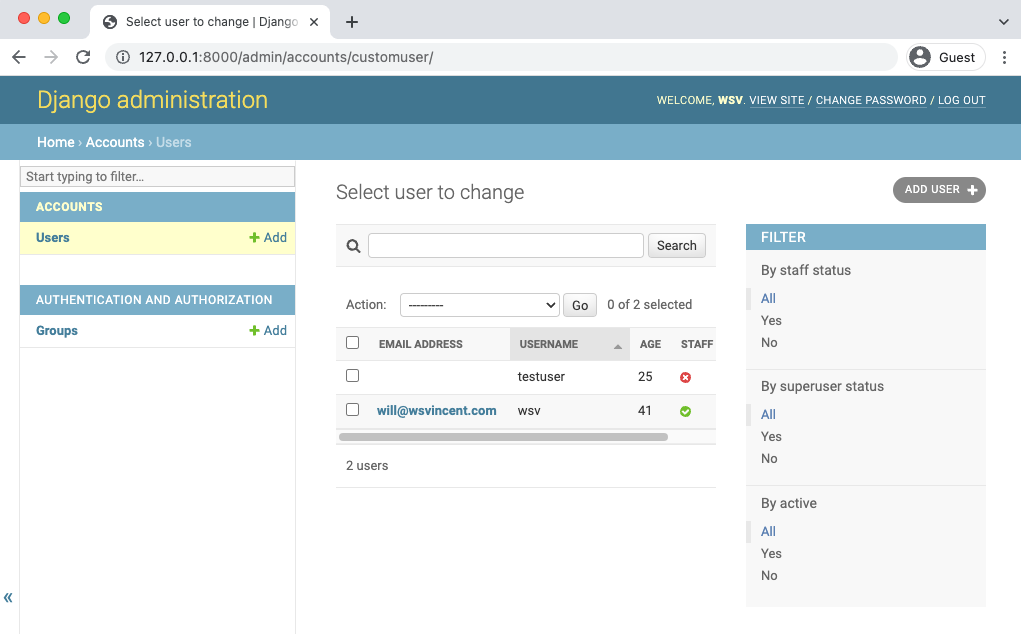 Select user to change | Django
127.0.0.1:8000/admin/accounts/customuser/
Guest
Django administration
WELCOME, WSV. VIEW SITE / CHANGE PASSWORD / LOG OUT
Home › Accounts › Users
Start typing to filter…
ACCOUNTS
Users
+ Add
AUTHENTICATION AND AUTHORIZATION
Groups
+ Add
«
Select user to change
ADD USER +
Search
Action: --------- Go 0 of 2 selected
EMAIL ADDRESS USERNAME AGE STAFF
testuser 25
will@wsvincent.com wsv 41
2 users
FILTER
By staff status
All
Yes
No
By superuser status
All
Yes
No
By active
All
Yes
No